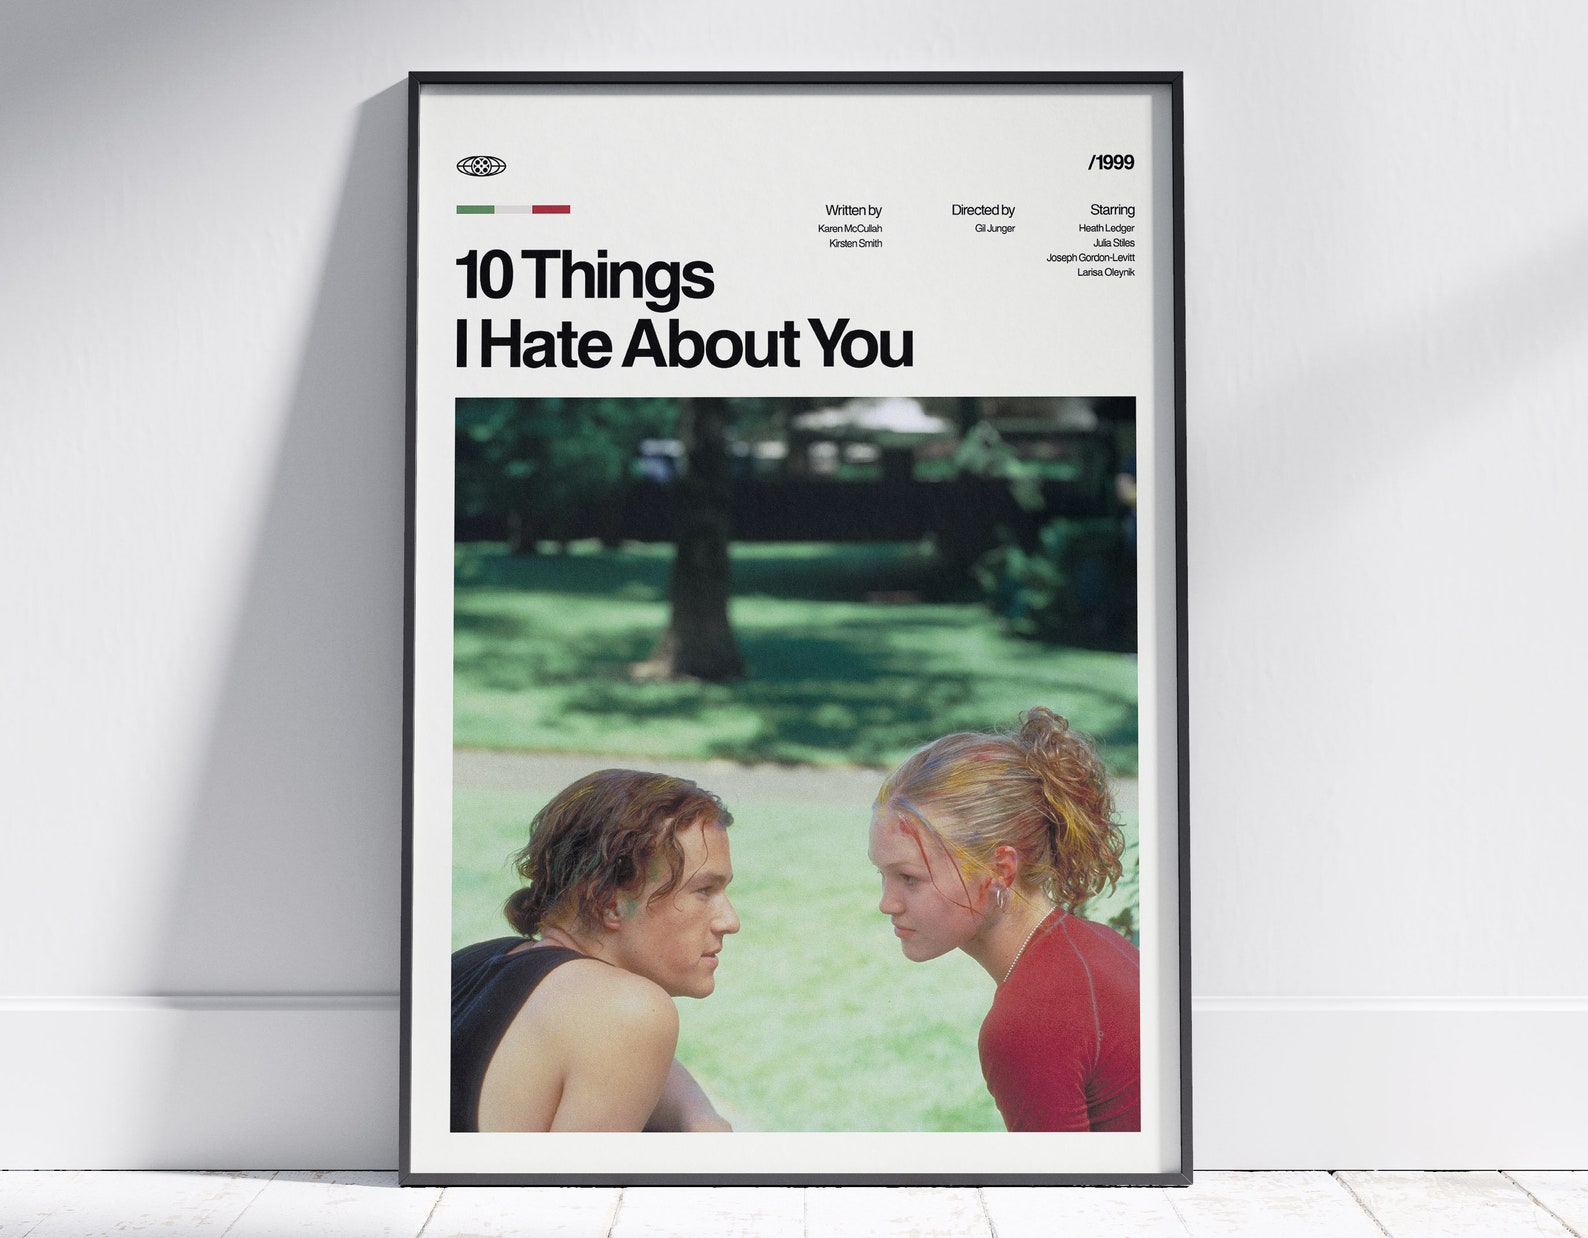 /1999
Written by
Karen McCullah
Kirsten Smith
Directed by
Gil Junger
Starring
Heath Ledger
Julia Stiles
Joseph Gordon-Levitt
Larisa Oleynik
10 Things
I Hate About You